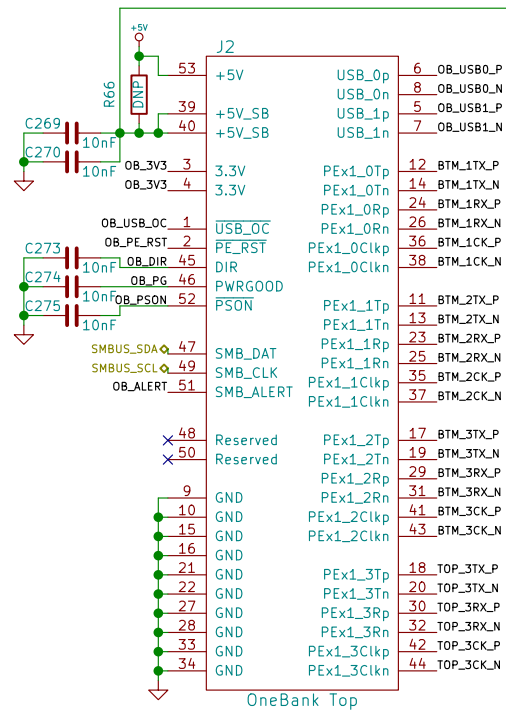 +5V
J2
R66
DNP
53 +5V
39 +5V_SB
40 +5V_SB
C269
10nF
C270
10nF
OB_3V3 3 3.3V
OB_3V3 4 3.3V
OB_USB_OC 1 USB_OC
OB_PE_RST 2 PE_RST
OB_DIR 45 DIR
OB_PG 46 PWRGOOD
OB_PSON 52 PSON
C273
10nF
C274
10nF
C275
10nF
SMBUS_SDA 47 SMB_DAT
SMBUS_SCL 49 SMB_CLK
OB_ALERT 51 SMB_ALERT
48 Reserved
50 Reserved
9 GND
10 GND
15 GND
16 GND
21 GND
22 GND
27 GND
28 GND
33 GND
34 GND
USB_0p 6 OB_USB0_P
USB_0n 8 OB_USB0_N
USB_1p 5 OB_USB1_P
USB_1n 7 OB_USB1_N
PEx1_0Tp 12 BTM_1TX_P
PEx1_0Tn 14 BTM_1TX_N
PEx1_0Rp 24 BTM_1RX_P
PEx1_0Rn 26 BTM_1RX_N
PEx1_0Clkp 36 BTM_1CK_P
PEx1_0Clkn 38 BTM_1CK_N
PEx1_1Tp 11 BTM_2TX_P
PEx1_1Tn 13 BTM_2TX_N
PEx1_1Rp 23 BTM_2RX_P
PEx1_1Rn 25 BTM_2RX_N
PEx1_1Clkp 35 BTM_2CK_P
PEx1_1Clkn 37 BTM_2CK_N
PEx1_2Tp 17 BTM_3TX_P
PEx1_2Tn 19 BTM_3TX_N
PEx1_2Rp 29 BTM_3RX_P
PEx1_2Rn 31 BTM_3RX_N
PEx1_2Clkp 41 BTM_3CK_P
PEx1_2Clkn 43 BTM_3CK_N
PEx1_3Tp 18 TOP_3TX_P
PEx1_3Tn 20 TOP_3TX_N
PEx1_3Rp 30 TOP_3RX_P
PEx1_3Rn 32 TOP_3RX_N
PEx1_3Clkp 42 TOP_3CK_P
PEx1_3Clkn 44 TOP_3CK_N
OneBank Top